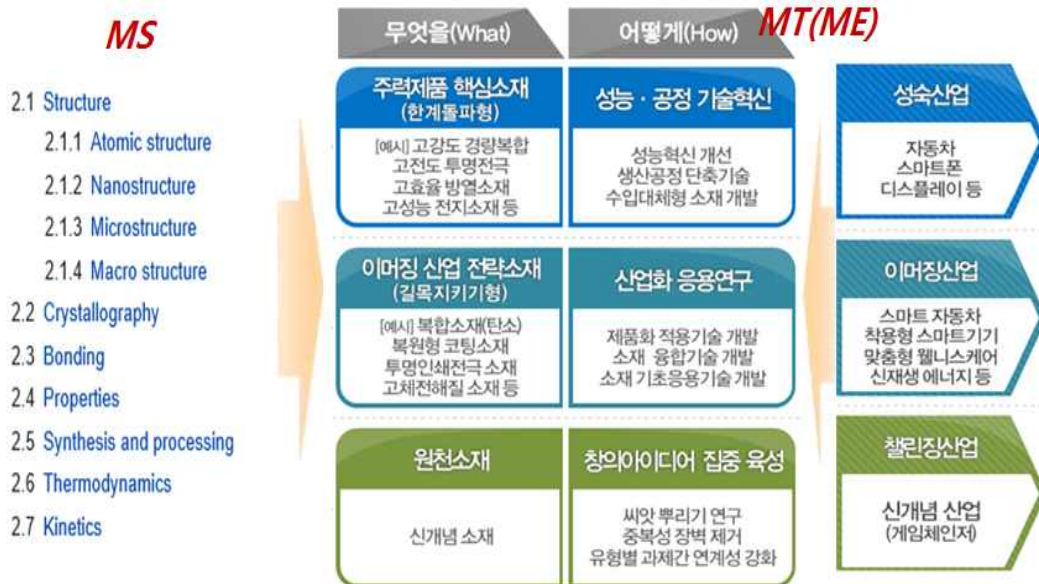 MS
2.1 Structure
2.1.1 Atomic structure
2.1.2 Nanostructure
2.1.3 Microstructure
2.1.4 Macro structure
2.2 Crystallography
2.3 Bonding
2.4 Properties
2.5 Synthesis and processing
2.6 Thermodynamics
2.7 Kinetics
무엇을(What)
어떻게(How)
MT(ME)
주력제품 핵심소재
(한계돌파형)
[예시] 고강도 경량복합
고전도 투명전극
고효율 방열소재
고성능 전지소재 등
성능·공정 기술혁신
성능혁신 개선
생산공정 단축기술
수입대체형 소재 개발
성숙산업
자동차
스마트폰
디스플레이 등
이머징 산업 전략소재
(길목지키기형)
[예시] 복합소재(탄소)
복원형 코팅소재
투명인쇄전극 소재
고체전해질 소재 등
산업화 응용연구
제품화 적용기술 개발
소재 융합기술 개발
소재 기초응용기술 개발
이머징산업
스마트 자동차
착용형 스마트기기
맞춤형 웰니스케어
신재생 에너지 등
원천소재
신개념 소재
창의아이디어 집중 육성
씨앗 뿌리기 연구
중복성 장벽 제거
유형별 과제간 연계성 강화
챌린징산업
신개념 산업
(게임체인저)